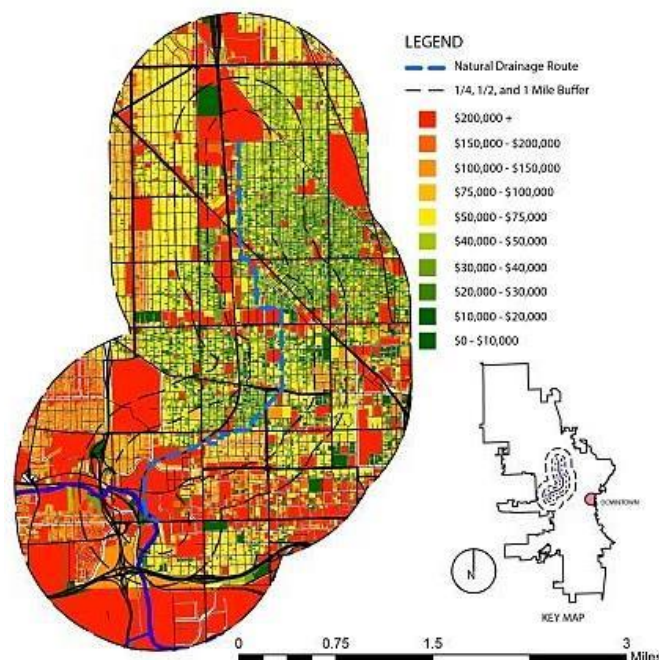 LEGEND
Natural Drainage Route
1/4, 1/2, and 1 Mile Buffer
$200,000 +
$150,000 - $200,000
$100,000 - $150,000
$75,000 - $100,000
$50,000 - $75,000
$40,000 - $50,000
$30,000 - $40,000
$20,000 - $30,000
$10,000 - $20,000
$0 - $10,000
DOWNTOWN
N
KEY MAP
0 0.75 1.5 3
Miles